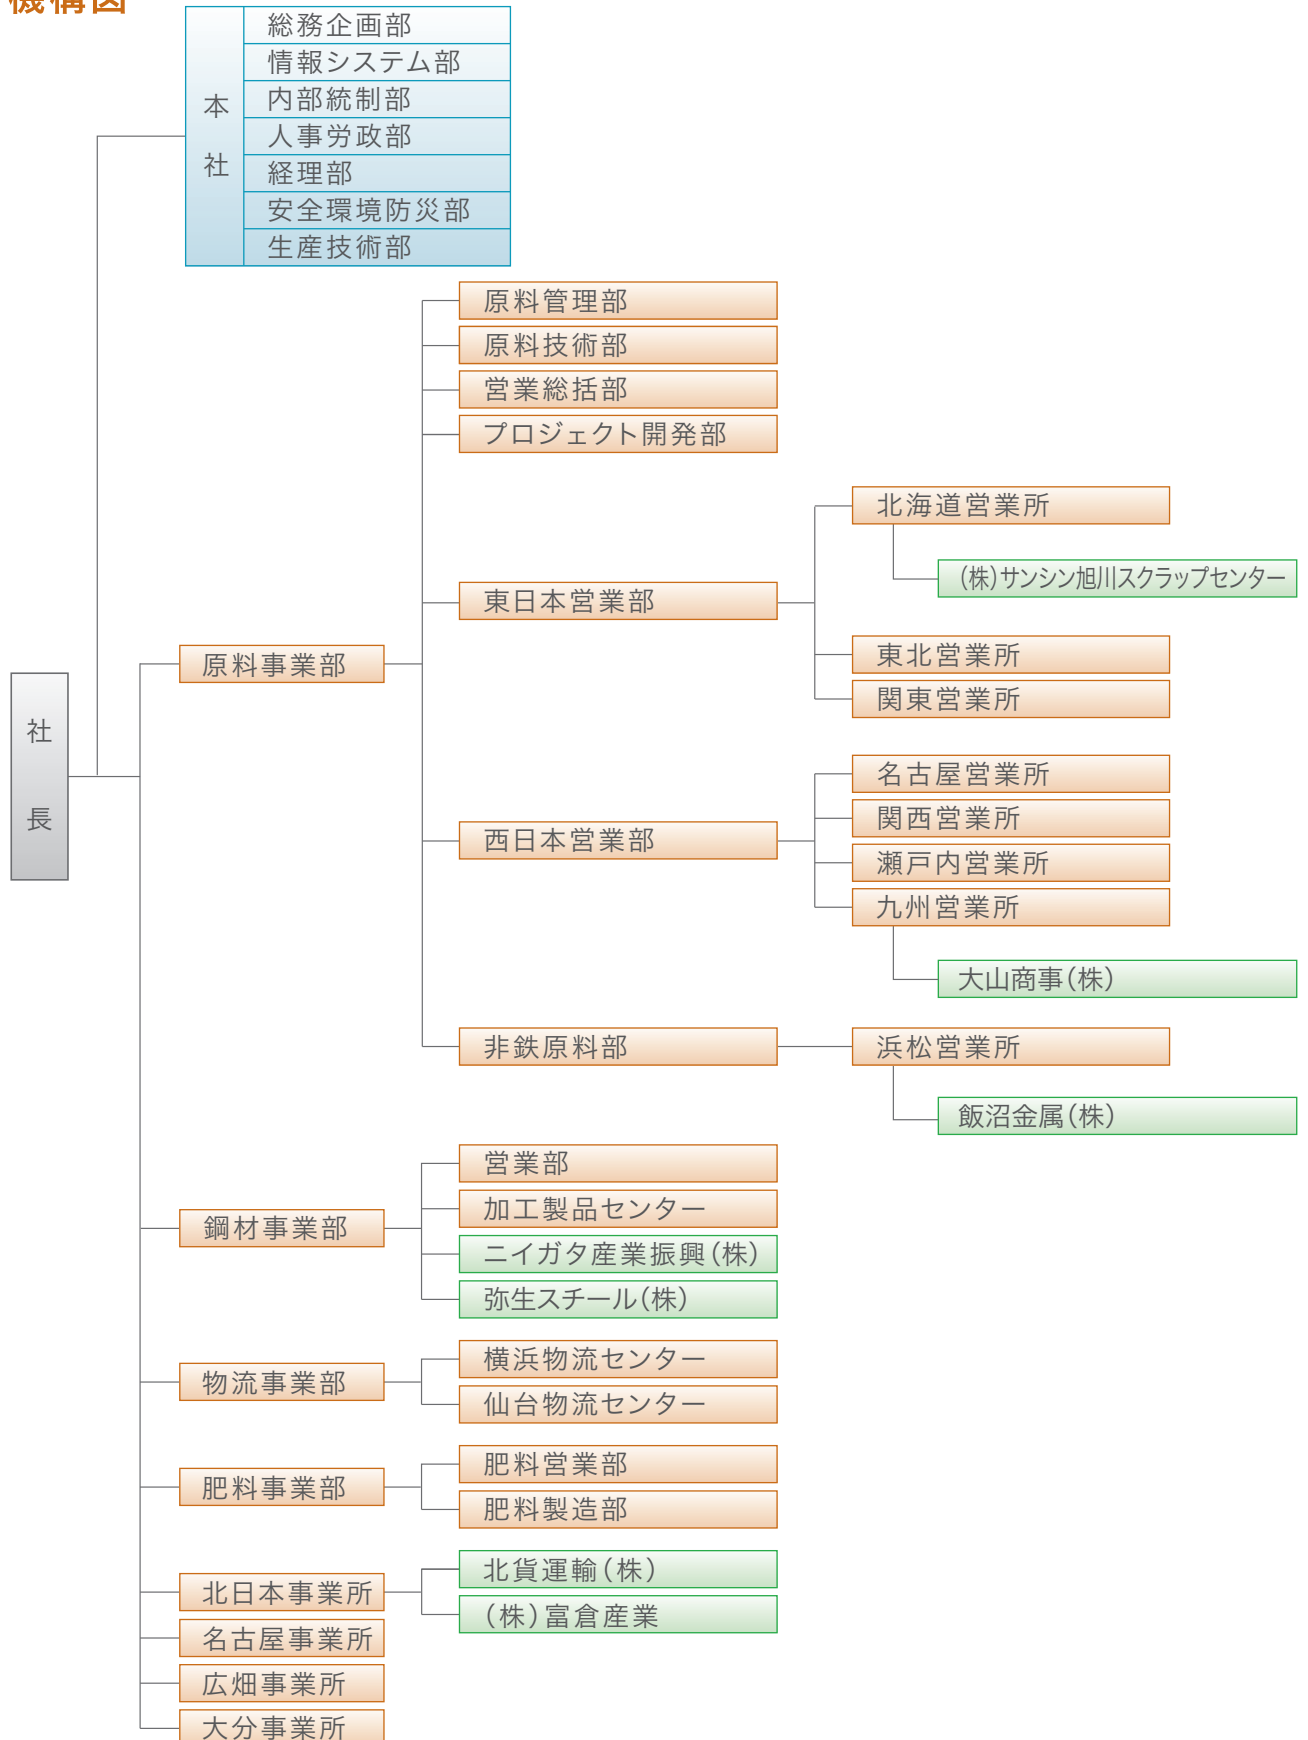 機構図
本社
総務企画部
情報システム部
内部統制部
人事労政部
経理部
安全環境防災部
生産技術部
社長
原料事業部
原料管理部
原料技術部
営業総括部
プロジェクト開発部
東日本営業部
北海道営業所
(株)サンシン旭川スクラップセンター
東北営業所
関東営業所
西日本営業部
名古屋営業所
関西営業所
瀬戸内営業所
九州営業所
大山商事(株)
非鉄原料部
浜松営業所
飯沼金属(株)
鋼材事業部
営業部
加工製品センター
ニイガタ産業振興(株)
弥生スチール(株)
物流事業部
横浜物流センター
仙台物流センター
肥料事業部
肥料営業部
肥料製造部
北日本事業所
北貨運輸(株)
(株)富倉産業
名古屋事業所
広畑事業所
大分事業所